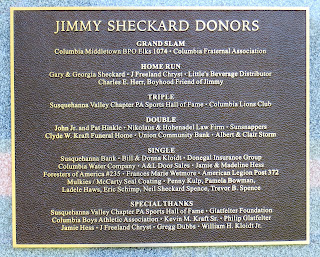 JIMMY SHECKARD DONORS
GRAND SLAM
Columbia Middletown BPO Elks 1074 • Columbia Fraternal Association
HOME RUN
Gary & Georgia Sheckard • J Freeland Chryst • Little's Beverage Distributor
Charles E. Herr, Boyhood Friend of Jimmy
TRIPLE
Susquehanna Valley Chapter PA Sports Hall of Fame • Columbia Lions Club
DOUBLE
John Jr. and Pat Hinkle • Nikolaus & Hohenadel Law Firm • Sunsnappers
Clyde W. Kraft Funeral Home • Union Community Bank • Albert & Clair Storm
SINGLE
Susquehanna Bank • Bill & Donna Kloidt • Donegal Insurance Group
Columbia Water Company • A&L Door Sales • Jamie & Madeline Hess
Foresters of America #235 • Frances Marie Wetmore • American Legion Post 372
Mulkies / McCarty Seal Coating • Penny Kulp, Pamela Bowman,
Ladele Haws, Eric Schimp, Neil Sheckard Spence, Trevor B. Spence
SPECIAL THANKS
Susquehanna Valley Chapter PA Sports Hall of Fame • Glatfelter Foundation
Columbia Boys Athletic Association • Kevin M. Kraft Sr. • Philip Glatfelter
Jamie Hess • J Freeland Chryst • Gregg Dubbs • William H. Kloidt Jr.